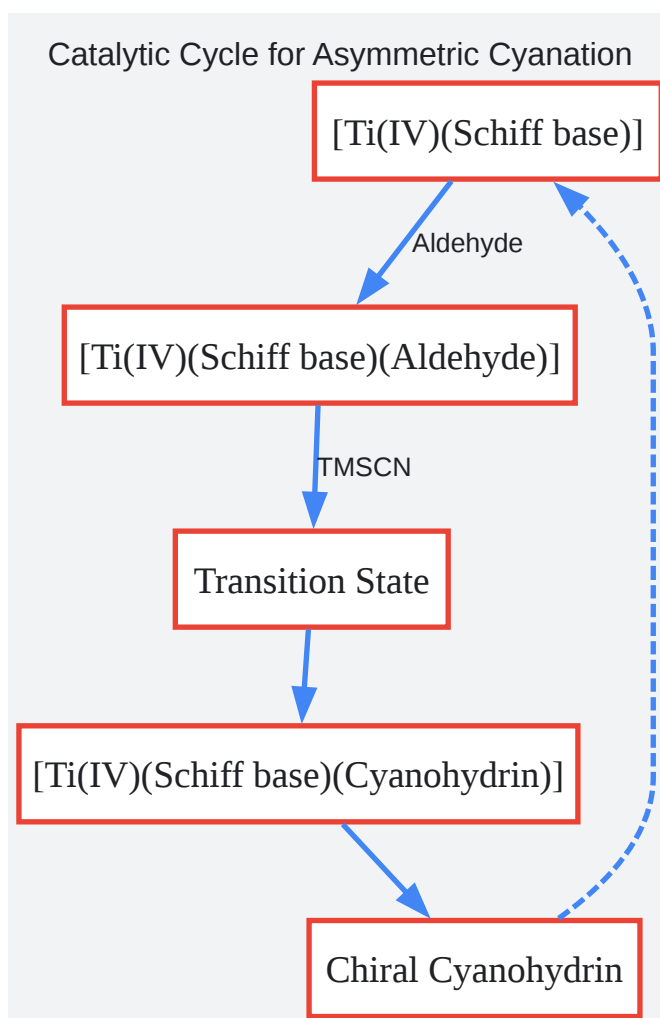 Catalytic Cycle for Asymmetric Cyanation
[Ti(IV)(Schiff base)]
Aldehyde
[Ti(IV)(Schiff base)(Aldehyde)]
TMSCN
Transition State
[Ti(IV)(Schiff base)(Cyanohydrin)]
Chiral Cyanohydrin